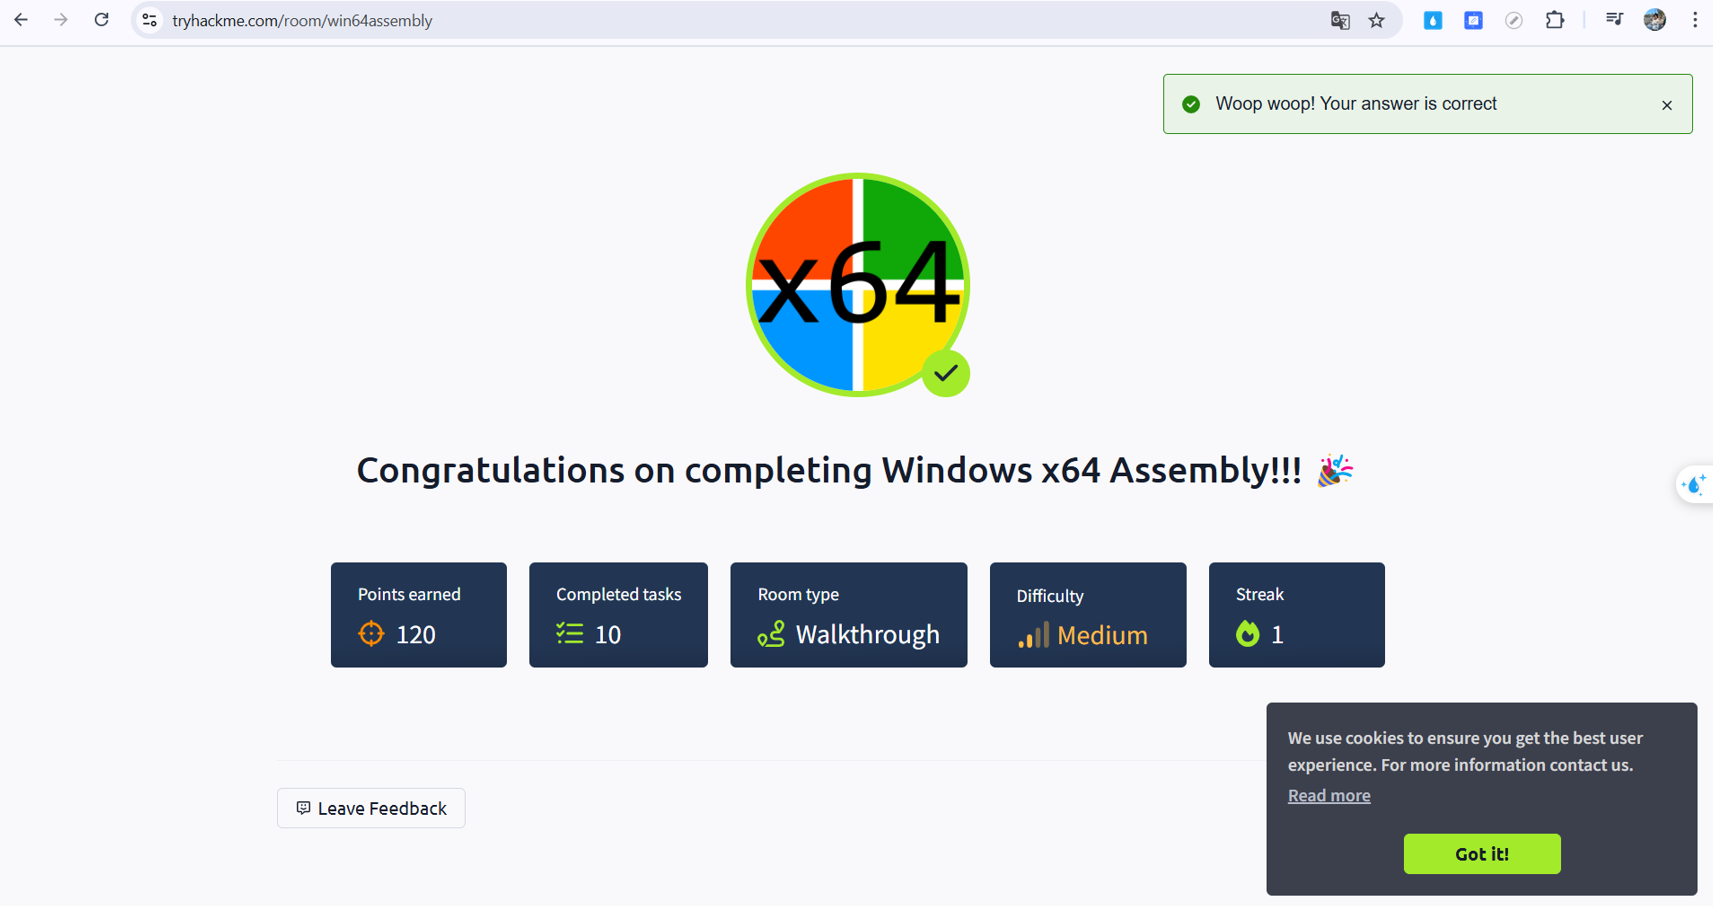 tryhackme.com/room/win64assembly
Woop woop! Your answer is correct
x64
Congratulations on completing Windows x64 Assembly!!! 🎉
Points earned
120
Completed tasks
10
Room type
Walkthrough
Difficulty
Medium
Streak
1
We use cookies to ensure you get the best user
experience. For more information contact us.
Read more
Leave Feedback
Got it!